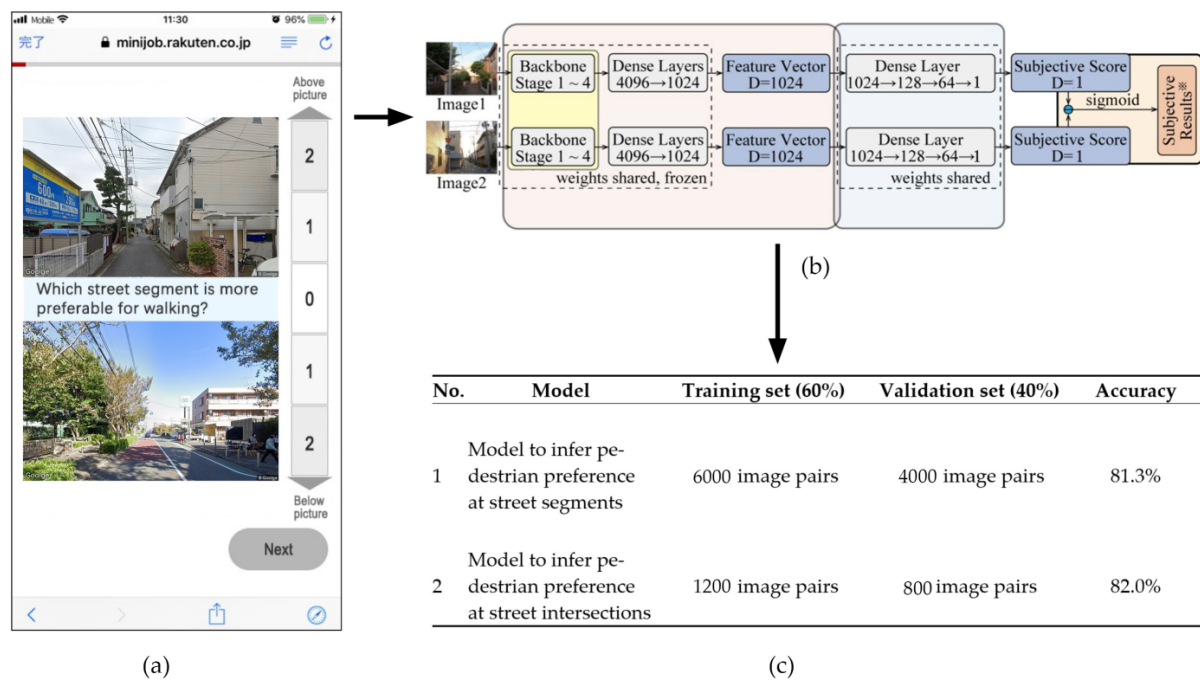 Mobile
11:30
96%
完了
minijob.rakuten.co.jp
Above
picture
2
1
0
1
2
Below
picture
600
Google
© Google
Which street segment is more
preferable for walking?
Google
© Google
Next
(a)
Image1
Image2
Backbone
Stage 1 ~ 4
Dense Layers
4096→1024
Feature Vector
D=1024
Dense Layer
1024→128→64→1
Subjective Score
D=1
Backbone
Stage 1 ~ 4
Dense Layers
4096→1024
Feature Vector
D=1024
Dense Layer
1024→128→64→1
Subjective Score
D=1
weights shared, frozen
weights shared
sigmoid
Subjective
Results※
(b)
No. Model Training set (60%) Validation set (40%) Accuracy
Model to infer pe-
1 destrian preference 6000 image pairs 4000 image pairs 81.3%
at street segments
Model to infer pe-
2 destrian preference 1200 image pairs 800 image pairs 82.0%
at street intersections
(c)